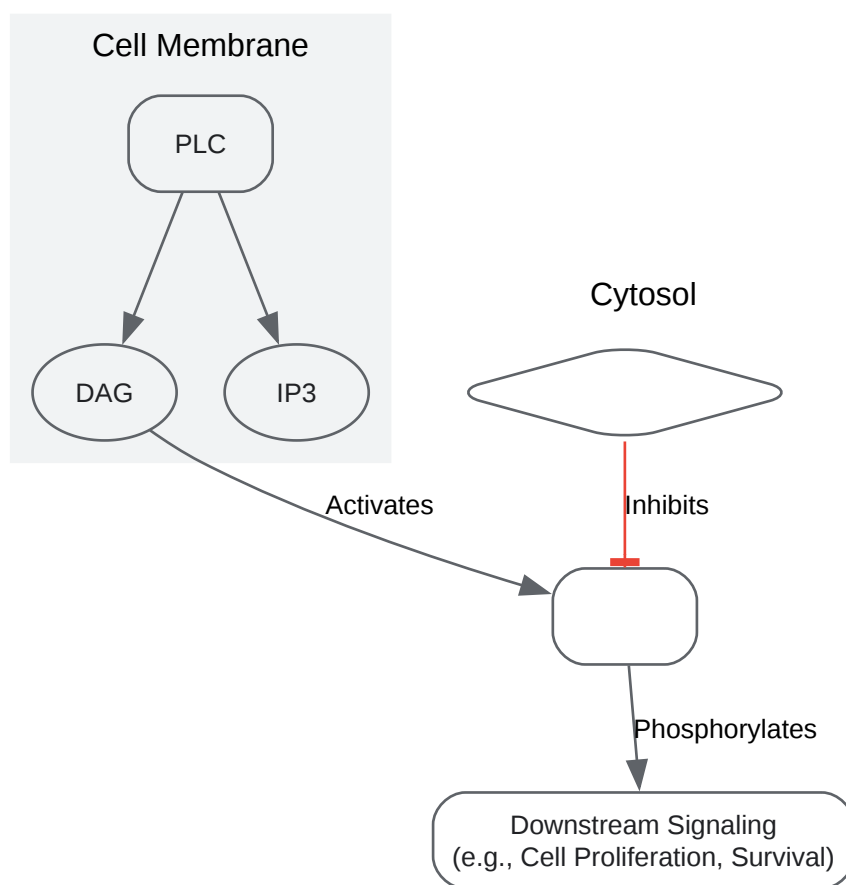 Cell Membrane
PLC
DAG
IP3
Cytosol
Activates
Inhibits
Phosphorylates
Downstream Signaling
(e.g., Cell Proliferation, Survival)